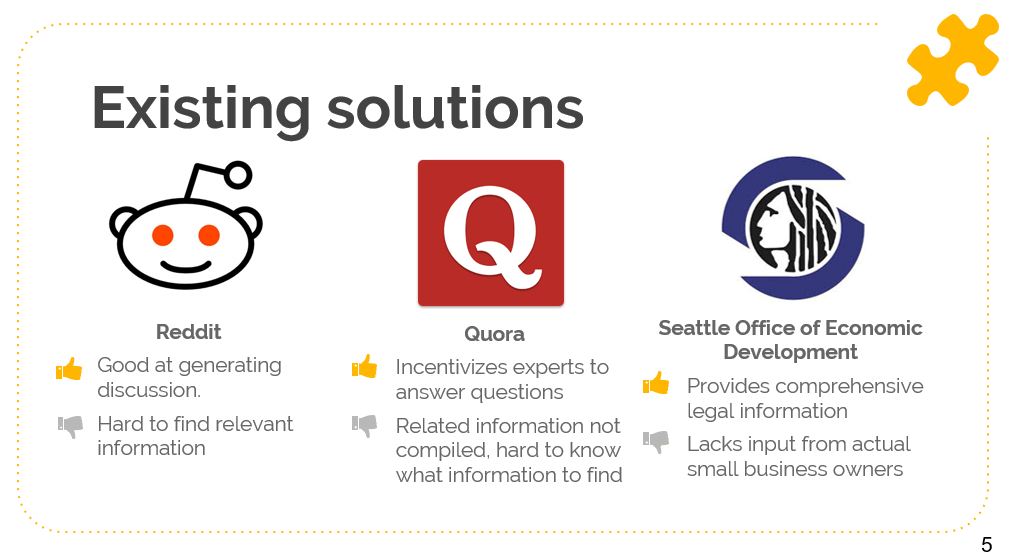 Existing solutions
Q
Reddit
Good at generating
discussion.
Hard to find relevant
information
Quora
Incentivizes experts to
answer questions
Related information not
compiled, hard to know
what information to find
Seattle Office of Economic
Development
Provides comprehensive
legal information
Lacks input from actual
small business owners
5